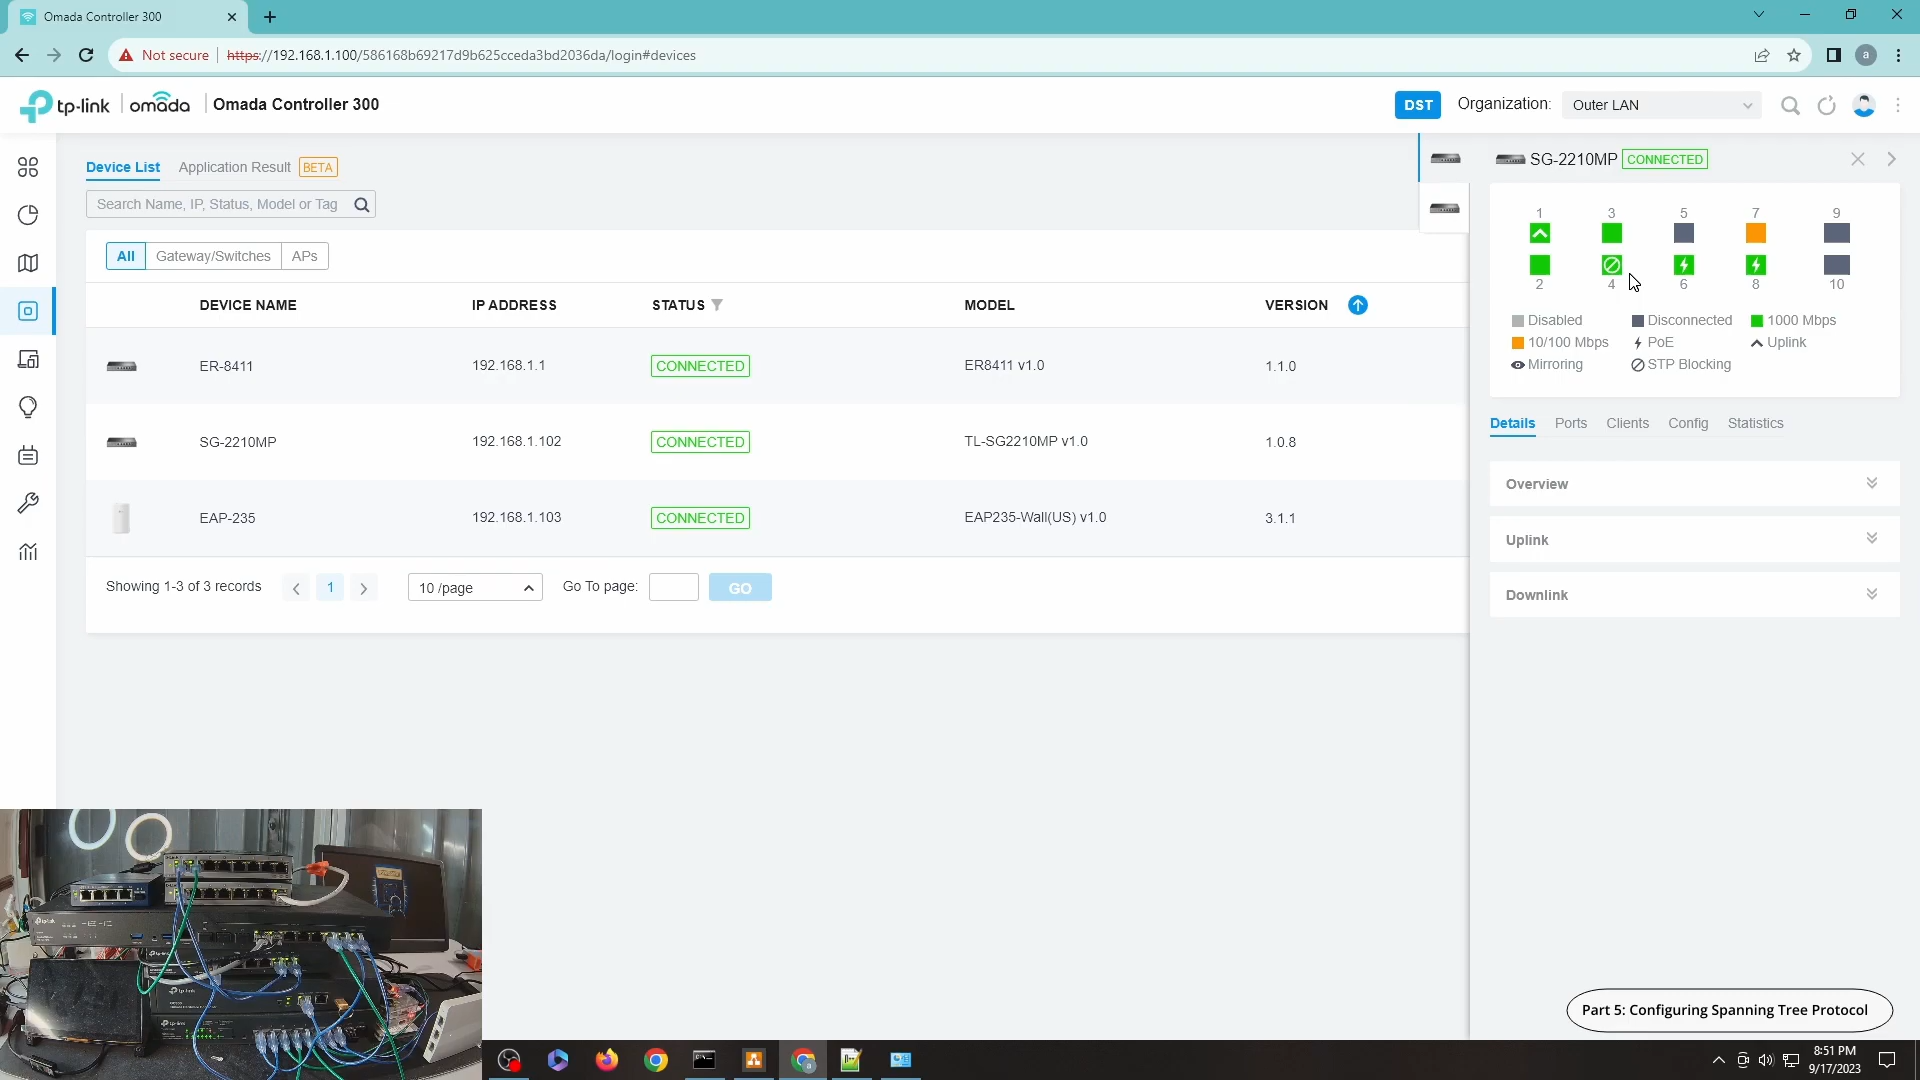 Omada Controller 300
Not secure
https://192.168.1.100/586168b69217d9b625cceda3bd2036da/login#devices
a
tp-link
omada
Omada Controller 300
DST
Organization:
Outer LAN
Device List
Application Result
BETA
Search Name, IP, Status, Model or Tag
All
Gateway/Switches
APs
DEVICE NAME
IP ADDRESS
STATUS
MODEL
VERSION
ER-8411
192.168.1.1
CONNECTED
ER8411 v1.0
1.1.0
SG-2210MP
192.168.1.102
CONNECTED
TL-SG2210MP v1.0
1.0.8
EAP-235
192.168.1.103
CONNECTED
EAP235-Wall(US) v1.0
3.1.1
Showing 1-3 of 3 records
1
10 /page
Go To page:
GO
SG-2210MP
CONNECTED
1 3 5 7 9
2 4 6 8 10
Disabled
Disconnected
1000 Mbps
10/100 Mbps
PoE
Uplink
Mirroring
STP Blocking
Details
Ports
Clients
Config
Statistics
Overview
Uplink
Downlink
Part 5: Configuring Spanning Tree Protocol
8:51 PM
9/17/2023